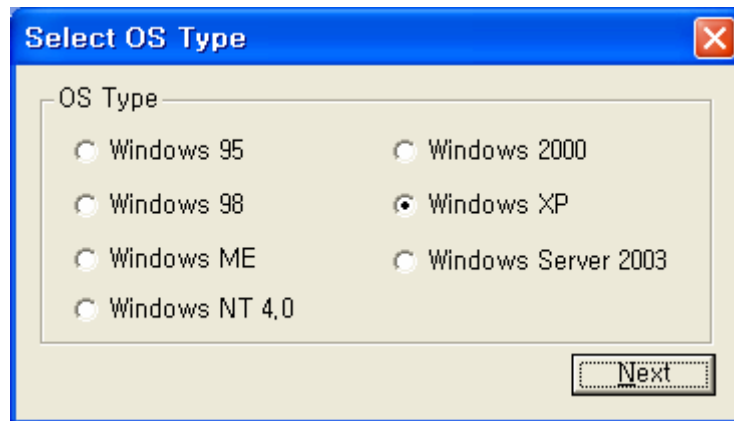 Select OS Type
OS Type
Windows 95
Windows 2000
Windows 98
Windows XP
Windows ME
Windows Server 2003
Windows NT 4.0
Next